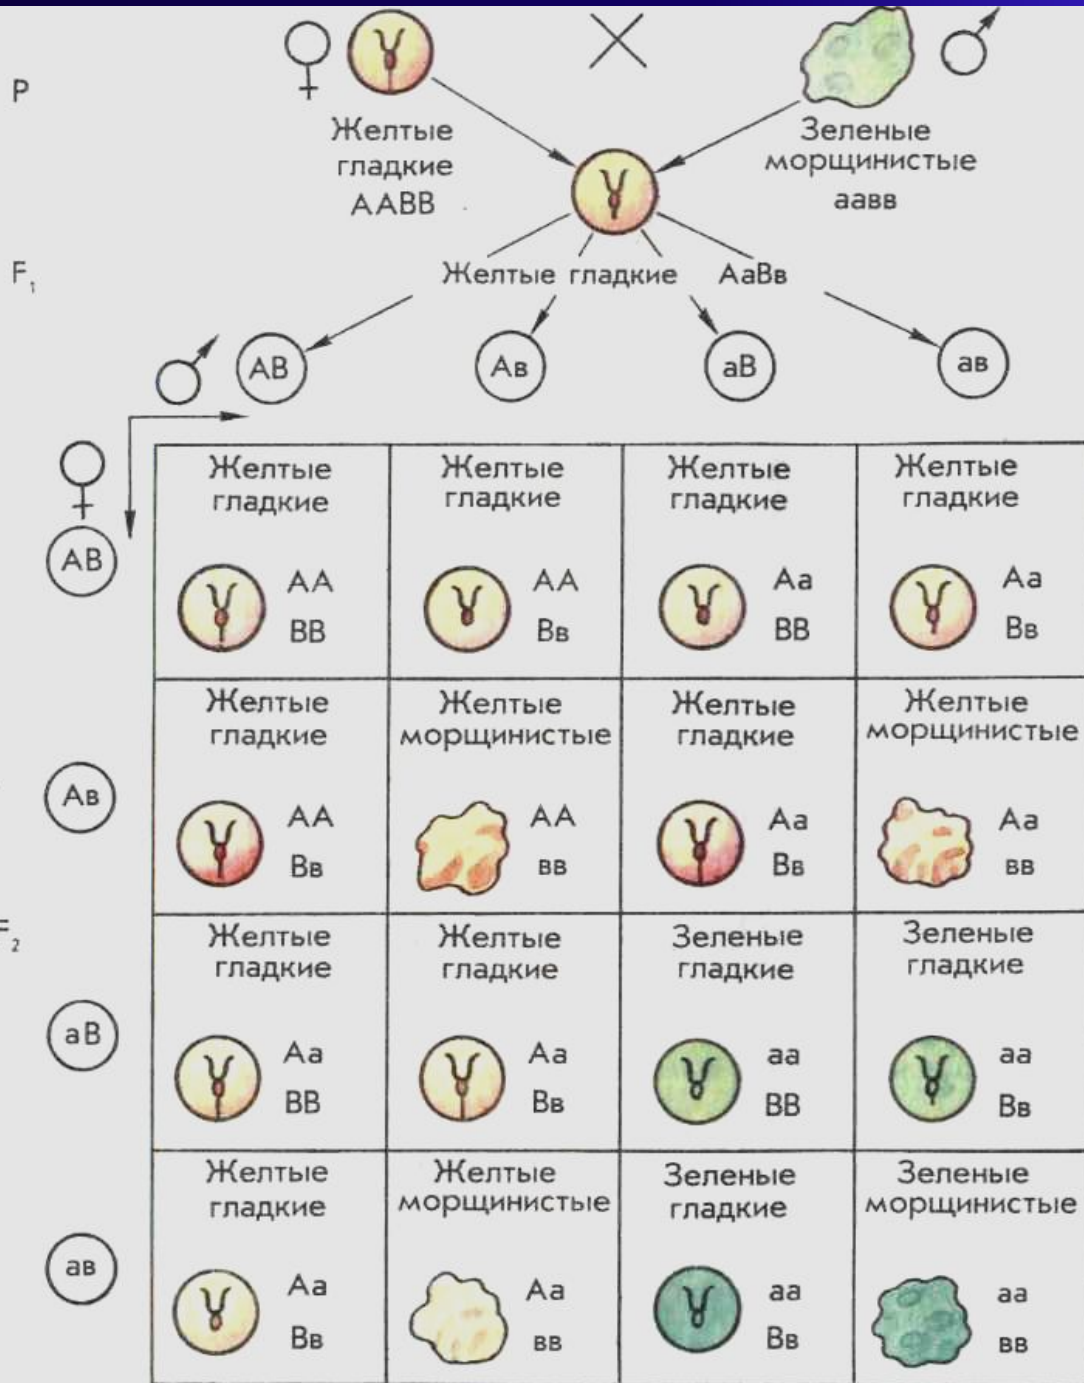 P
Желтые
гладкие
ААВВ
Зеленые
морщинистые
аавв
F₁
Желтые гладкие АаВв
АВ
Ав
аВ
ав
АВ
Желтые
гладкие
АА
ВВ
Желтые
гладкие
АА
Вв
Желтые
гладкие
Аа
ВВ
Желтые
гладкие
Аа
Вв
Ав
Желтые
гладкие
АА
Вв
Желтые
морщинистые
АА
вв
Желтые
гладкие
Аа
Вв
Желтые
морщинистые
Аа
вв
F₂
аВ
Желтые
гладкие
Аа
ВВ
Желтые
гладкие
Аа
Вв
Зеленые
гладкие
аа
ВВ
Зеленые
гладкие
аа
Вв
ав
Желтые
гладкие
Аа
Вв
Желтые
морщинистые
Аа
вв
Зеленые
гладкие
аа
Вв
Зеленые
морщинистые
аа
вв